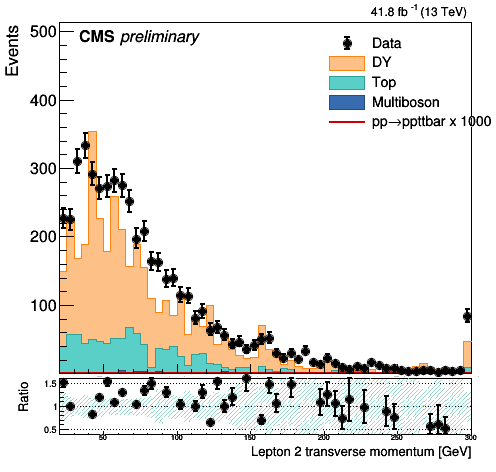 41.8 fb⁻¹ (13 TeV)
CMS preliminary
Events
500
400
300
200
100
Data
DY
Top
Multiboson
pp→ppttbar x 1000
Ratio
1.5
1
0.5
50
100
150
200
250
300
Lepton 2 transverse momentum [GeV]